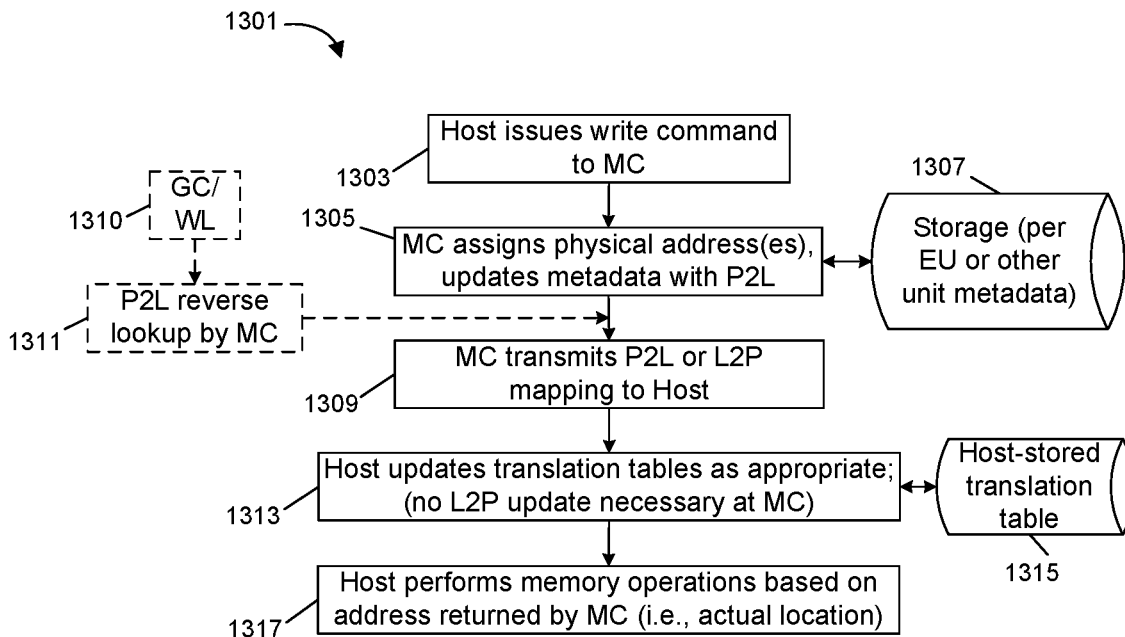 1301
Host issues write command
to MC
1303
1307
GC/
WL
1310
1305
MC assigns physical address(es),
updates metadata with P2L
Storage (per
EU or other
unit metadata)
P2L reverse
lookup by MC
1311
MC transmits P2L or L2P
mapping to Host
1309
Host updates translation tables as appropriate;
(no L2P update necessary at MC)
1313
Host-stored
translation
table
1315
Host performs memory operations based on
address returned by MC (i.e., actual location)
1317